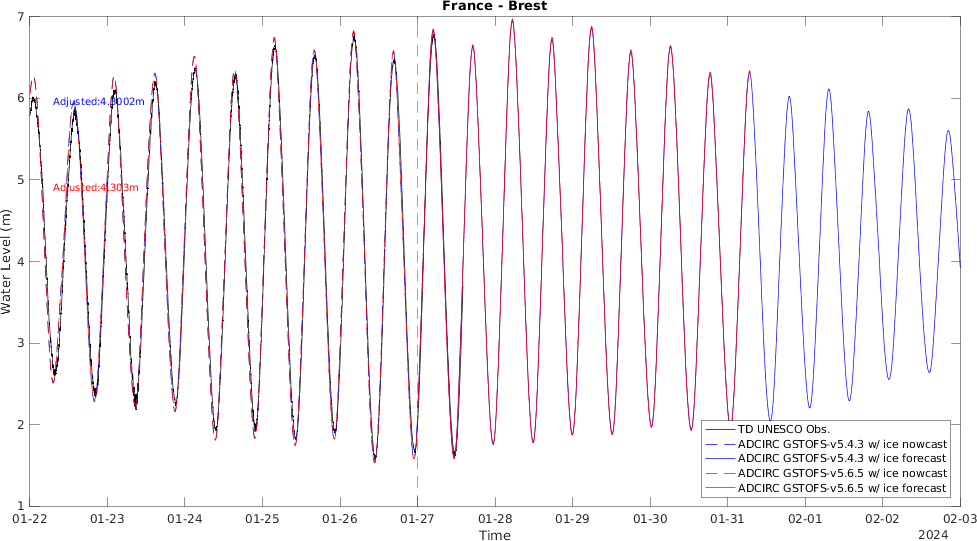 France - Brest
7
6
5
4
3
2
1
Water Level (m)
Adjusted:4.3002m
Adjusted:4.303m
TD UNESCO Obs.
ADCIRC GSTOFS-v5.4.3 w/ ice nowcast
ADCIRC GSTOFS-v5.4.3 w/ ice forecast
ADCIRC GSTOFS-v5.6.5 w/ ice nowcast
ADCIRC GSTOFS-v5.6.5 w/ ice forecast
01-22 01-23 01-24 01-25 01-26 01-27 01-28 01-29 01-30 01-31 02-01 02-02 02-03
Time
2024